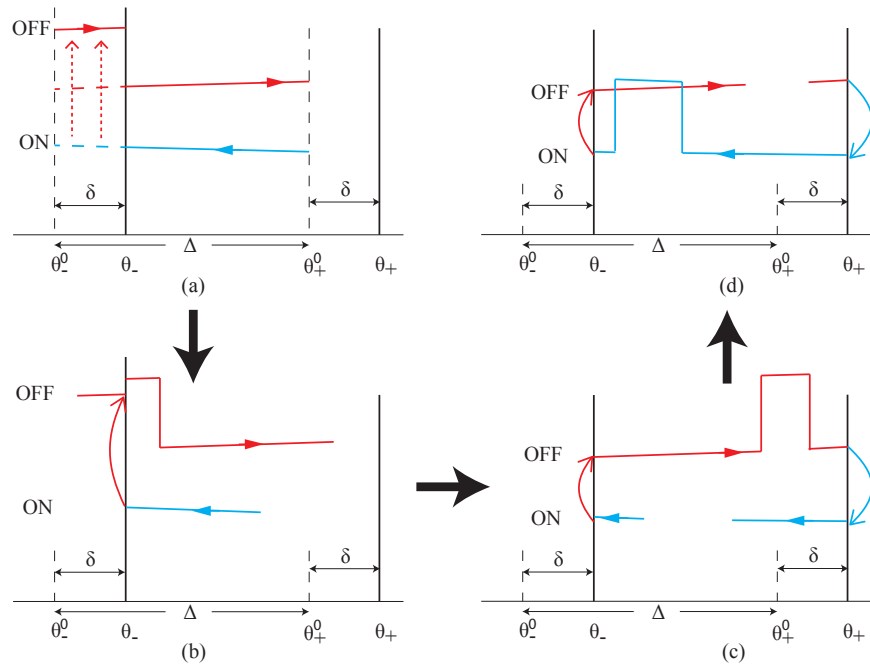 OFF
ON
δ
δ
Δ
θ₋⁰ θ₋ θ₊⁰ θ₊
(a)
OFF
ON
δ
δ
Δ
θ₋⁰ θ₋ θ₊⁰ θ₊
(d)
OFF
ON
δ
δ
Δ
θ₋⁰ θ₋ θ₊⁰ θ₊
(b)
OFF
ON
δ
δ
Δ
θ₋⁰ θ₋ θ₊⁰ θ₊
(c)